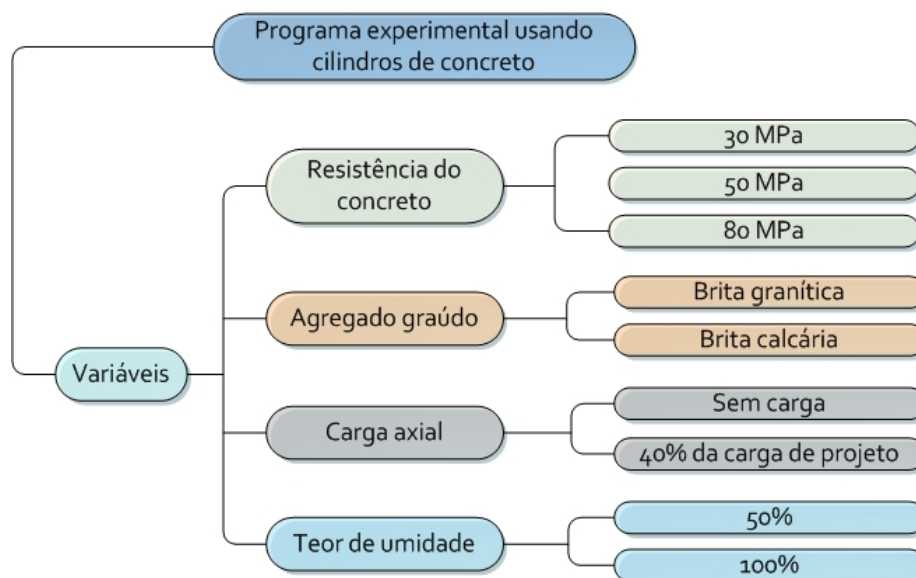 Programa experimental usando
cilindros de concreto
Variáveis
Resistência do
concreto
30 MPa
50 MPa
80 MPa
Agregado graúdo
Brita granítica
Brita calcária
Carga axial
Sem carga
40% da carga de projeto
Teor de umidade
50%
100%